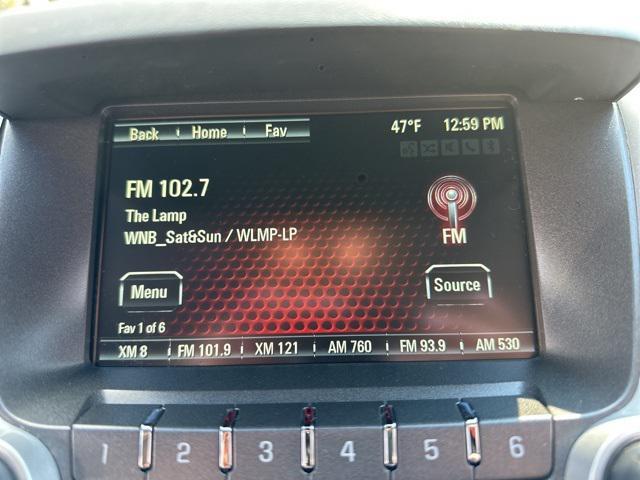 Back Home Fav 47°F 12:59 PM
FM 102.7
The Lamp
WNB_Sat&Sun / WLMP-LP
FM
Menu
Source
Fav 1 of 6
XM 8 FM 101.9 XM 121 AM 760 FM 93.9 AM 530
1 2 3 4 5 6